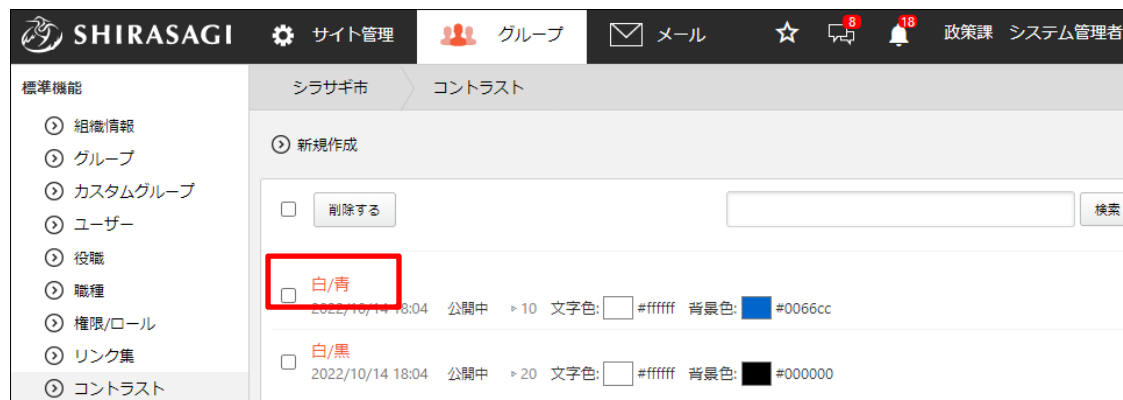 SHIRASAGI サイト管理 グループ メール 8 18 政策課 システム管理者
標準機能
シラサギ市 コントラスト
組織情報
グループ
カスタムグループ
ユーザー
役職
職種
権限/ロール
リンク集
コントラスト
新規作成
削除する 検索
白/青
2022/10/14 18:04 公開中 ▹10 文字色: #ffffff 背景色: #0066cc
白/黒
2022/10/14 18:04 公開中 ▹20 文字色: #ffffff 背景色: #000000